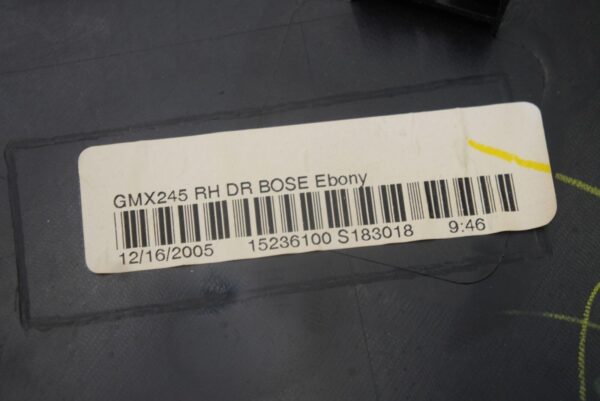 GMX245 RH DR BOSE Ebony
12/16/2005 15236100 S183018 9:46